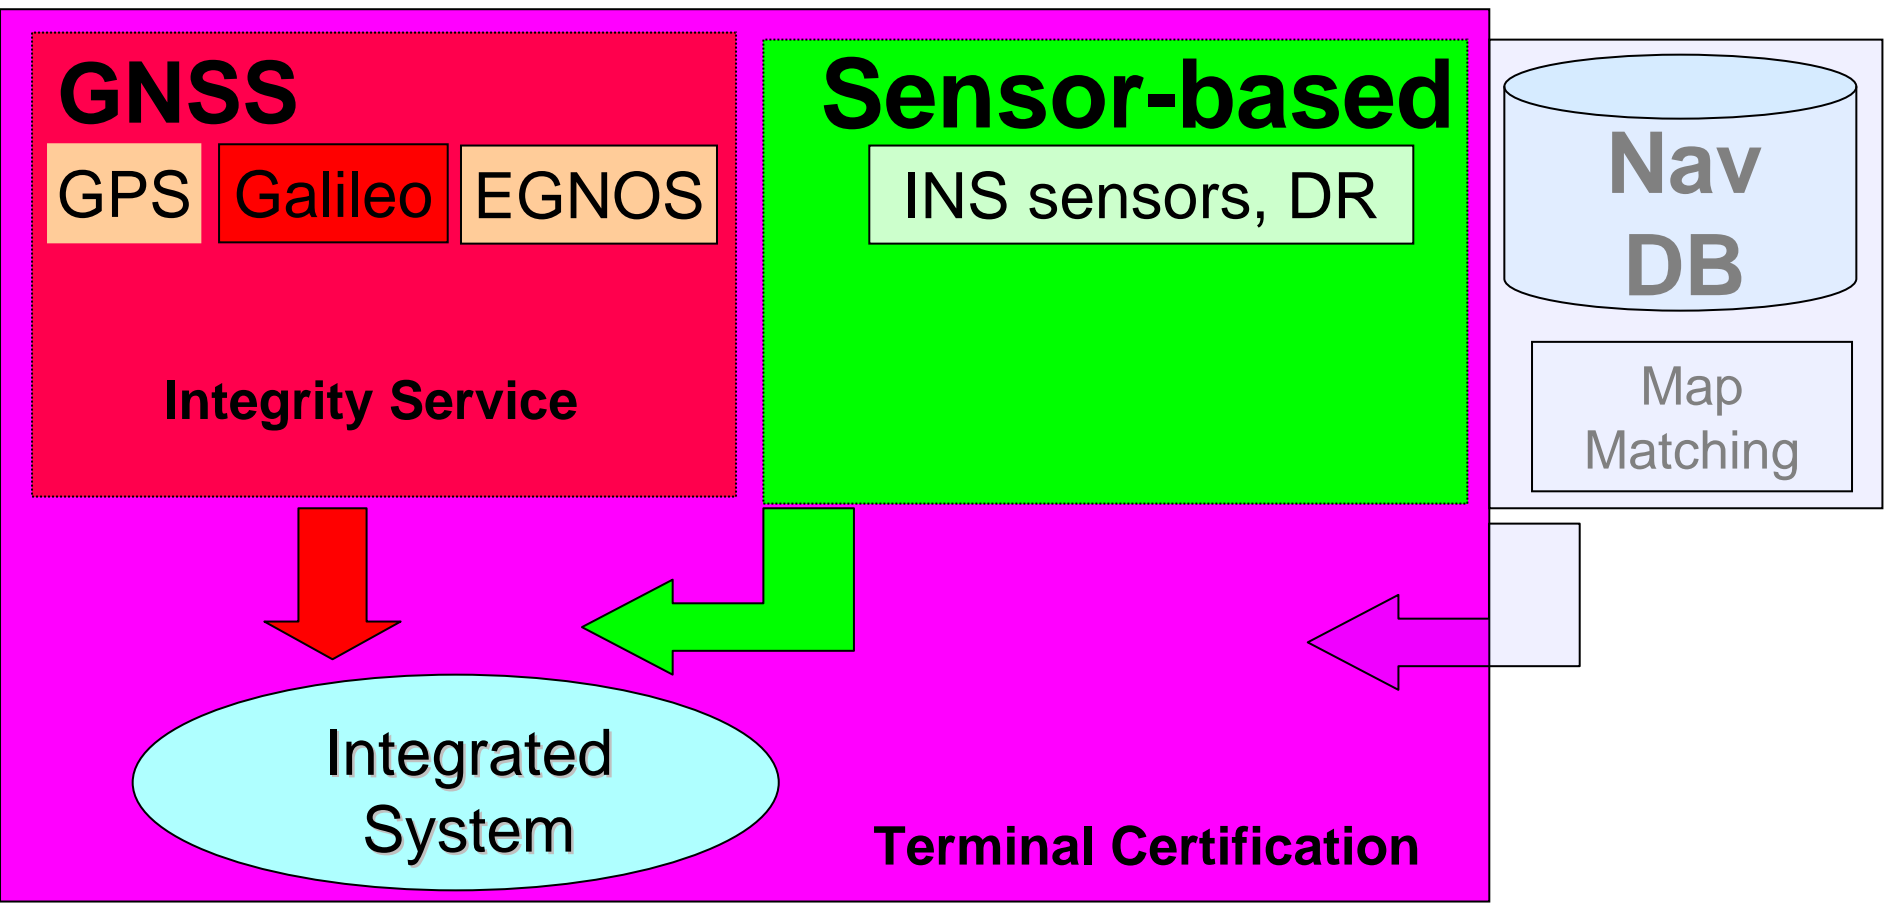 GNSS
GPS
Galileo
EGNOS
Integrity Service
Sensor-based
INS sensors, DR
Nav
DB
Map
Matching
Integrated
System
Terminal Certification